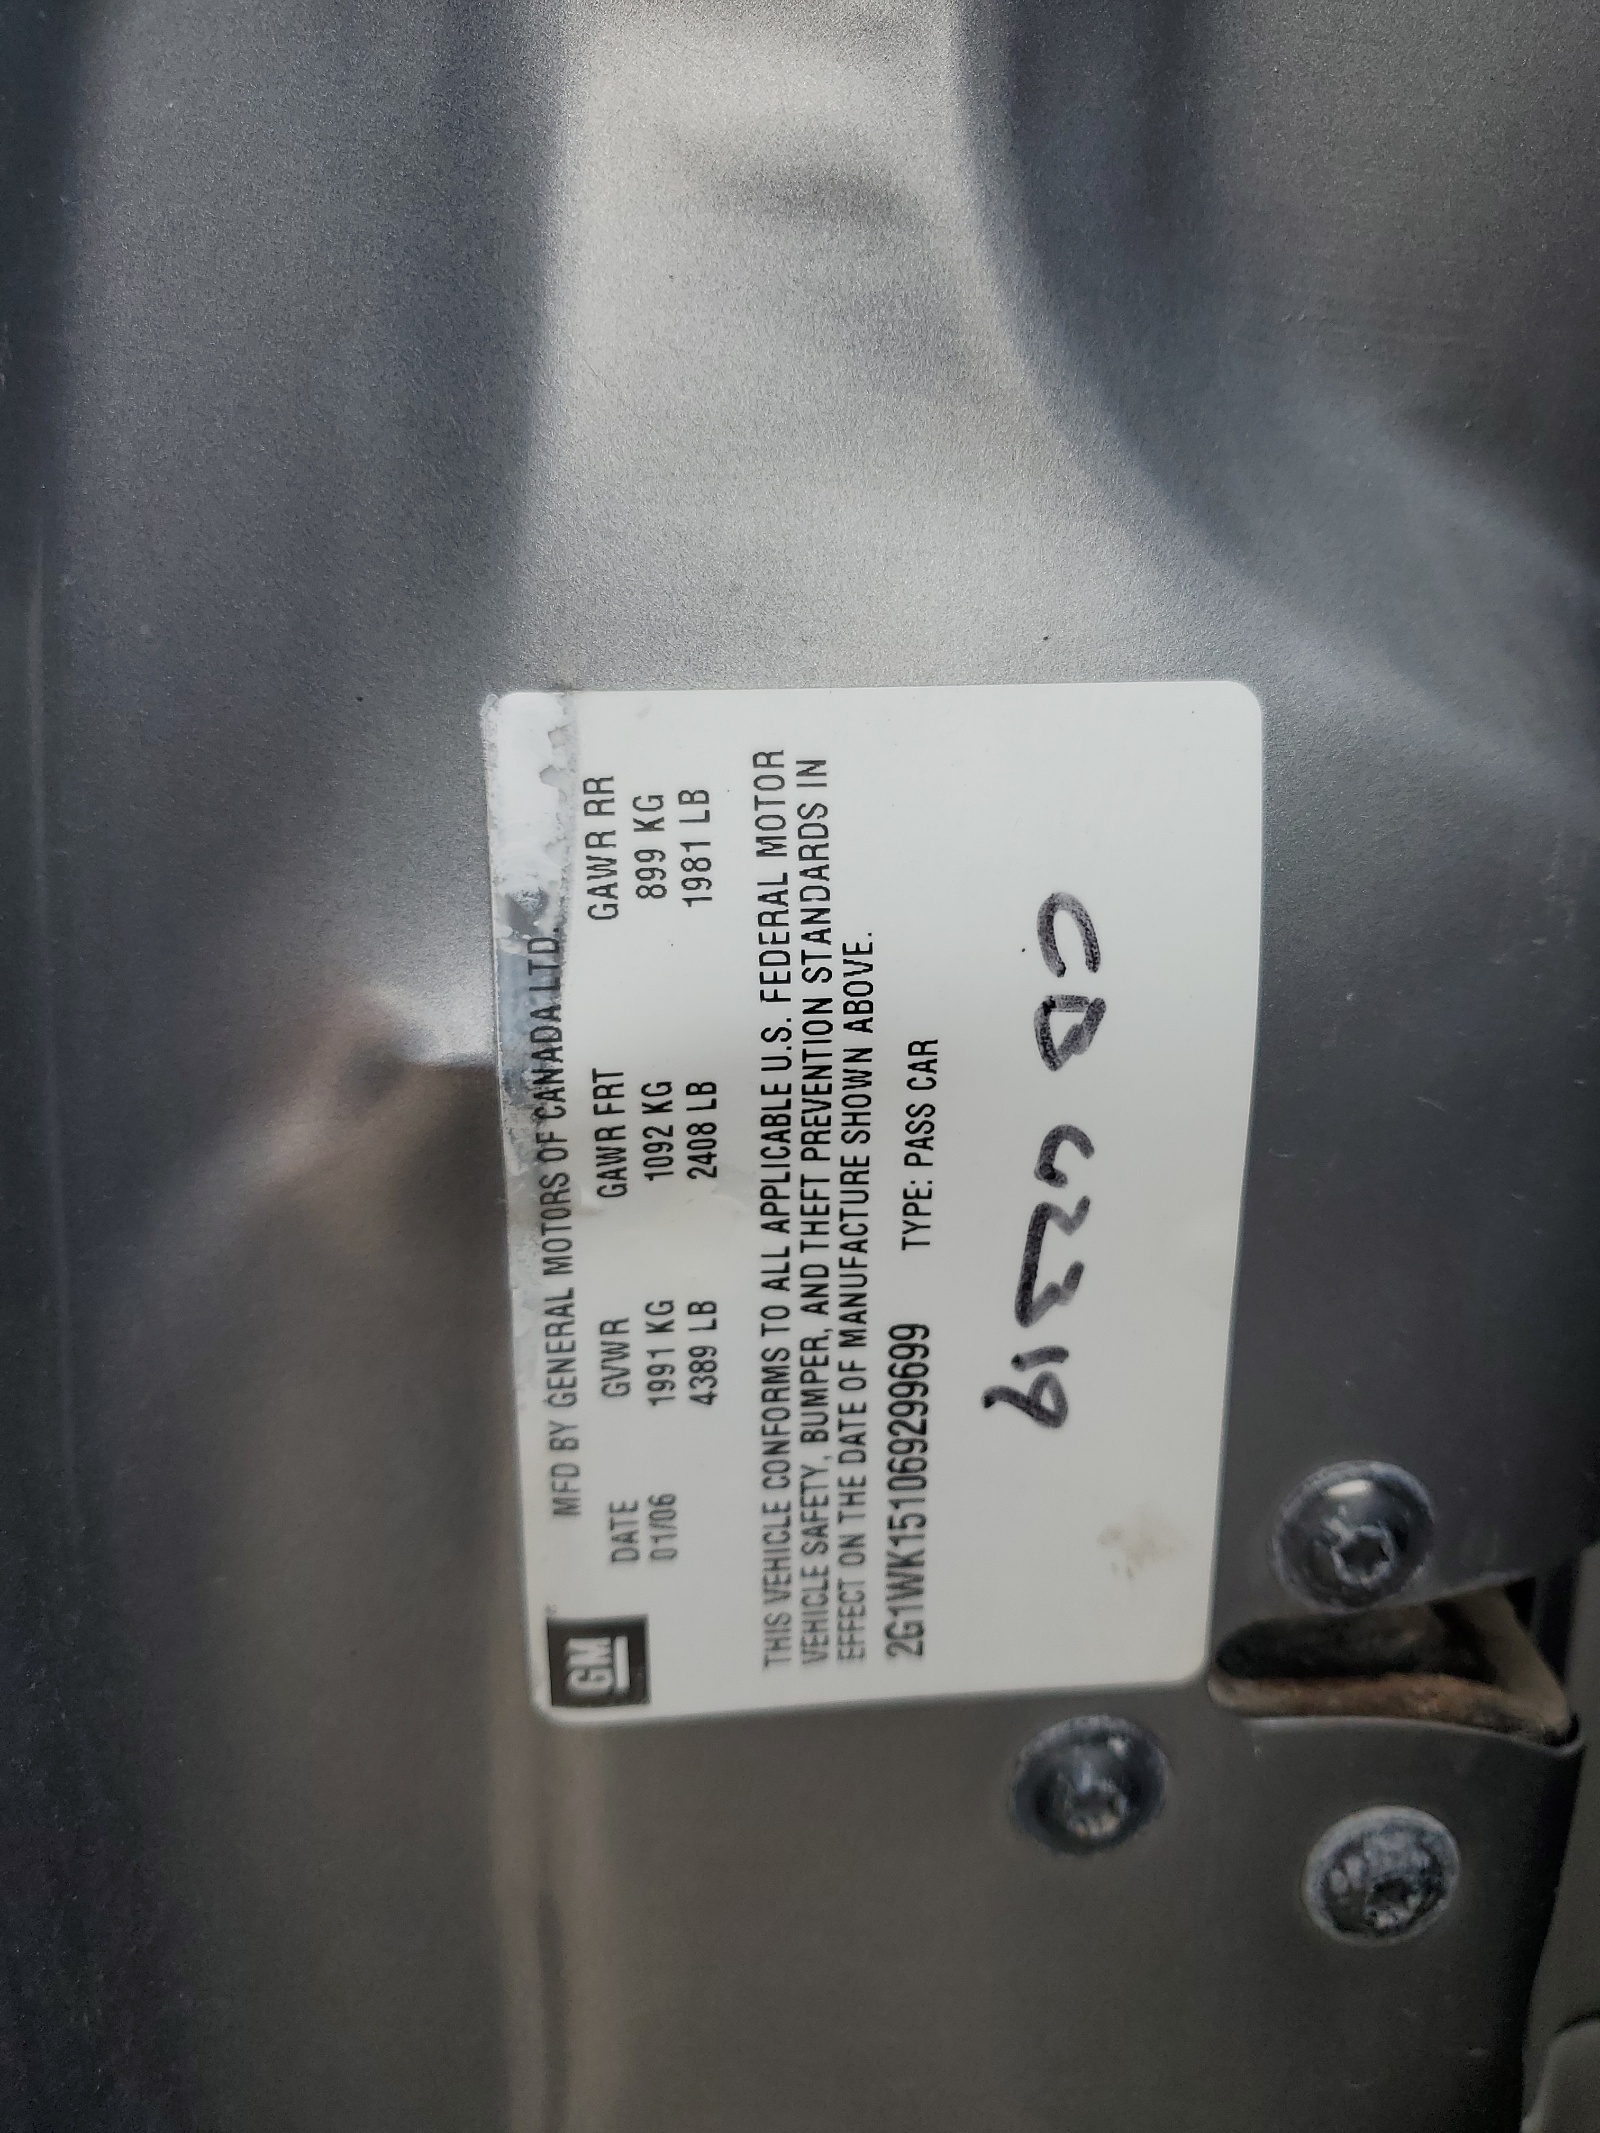 GM
MFD BY GENERAL MOTORS OF CANADA LTD.
DATE GVWR GAWR FRT GAWR RR
01/06 1991 KG 1092 KG 899 KG
4389 LB 2408 LB 1981 LB
THIS VEHICLE CONFORMS TO ALL APPLICABLE U.S. FEDERAL MOTOR
VEHICLE SAFETY, BUMPER, AND THEFT PREVENTION STANDARDS IN
EFFECT ON THE DATE OF MANUFACTURE SHOWN ABOVE.
2G1WK151069299699 TYPE: PASS CAR